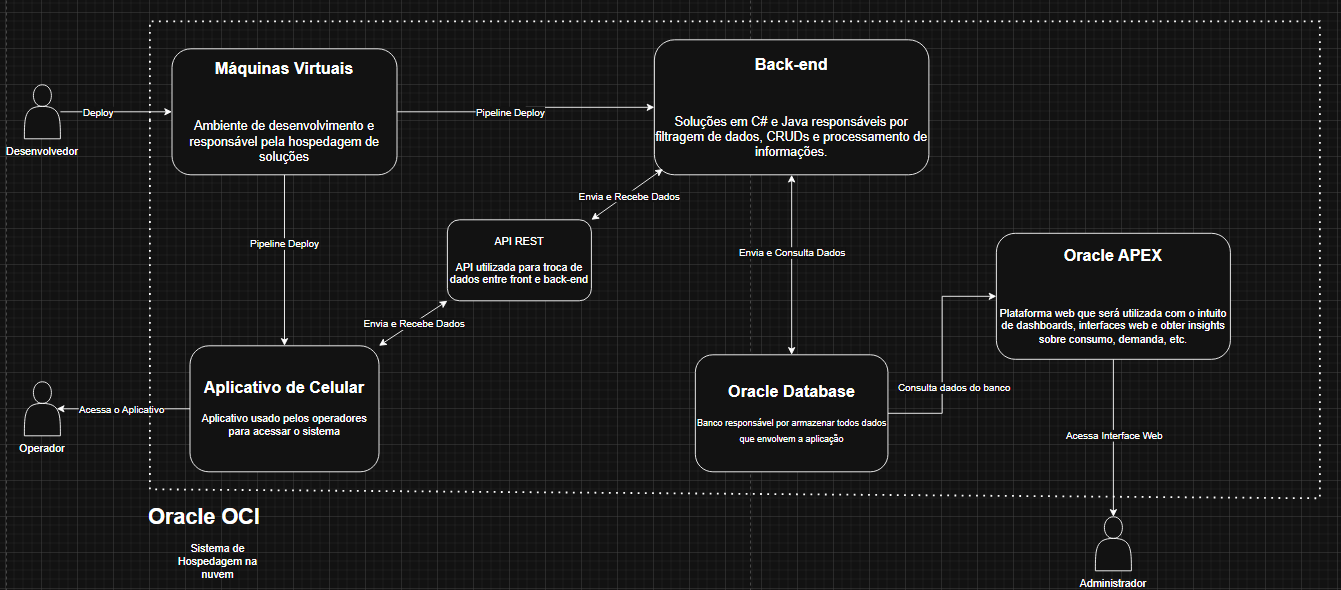 Máquinas Virtuais
Ambiente de desenvolvimento e
responsável pela hospedagem de
soluções
Back-end
Soluções em C# e Java responsáveis por
filtragem de dados, CRUDs e processamento de
informações.
Deploy
Desenvolvedor
Pipeline Deploy
Envia e Recebe Dados
Pipeline Deploy
API REST
API utilizada para troca de
dados entre front e back-end
Envia e Consulta Dados
Oracle APEX
Plataforma web que será utilizada com o intuito
de dashboards, interfaces web e obter insights
sobre consumo, demanda, etc.
Envia e Recebe Dados
Aplicativo de Celular
Aplicativo usado pelos operadores
para acessar o sistema
Acessa o Aplicativo
Operador
Oracle Database
Banco responsável por armazenar todos dados
que envolvem a aplicação
Consulta dados do banco
Acessa Interface Web
Oracle OCI
Sistema de
Hospedagem na
nuvem
Administrador